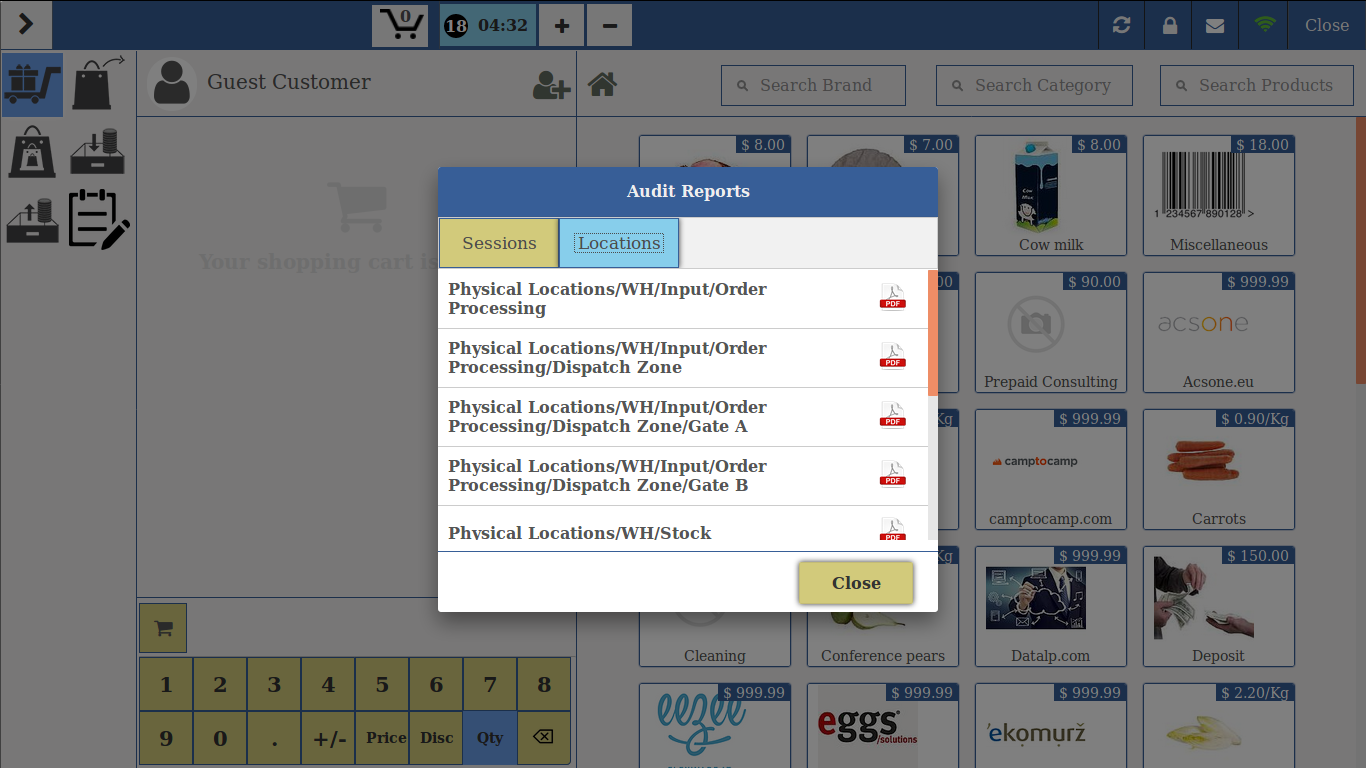 0
18 04:32
+
−
Close
Guest Customer
Search Brand
Search Category
Search Products
Your shopping cart is
$ 8.00
$ 7.00
$ 8.00
Cow milk
$ 18.00
1 234567 890128 >
Miscellaneous
Audit Reports
Sessions
Locations
Physical Locations/WH/Input/Order
Processing
PDF
Physical Locations/WH/Input/Order
Processing/Dispatch Zone
PDF
Physical Locations/WH/Input/Order
Processing/Dispatch Zone/Gate A
PDF
Physical Locations/WH/Input/Order
Processing/Dispatch Zone/Gate B
PDF
Physical Locations/WH/Stock
PDF
Close
00
$ 90.00
Prepaid Consulting
$ 999.99
acsone
Acsone.eu
Kg
$ 999.99
camptocamp
camptocamp.com
$ 0.90/Kg
Carrots
Cleaning
Kg
Conference pears
$ 999.99
Datalp.com
$ 150.00
Deposit
$ 999.99
eezee
$ 999.99
eggs
/solutions
$ 999.99
ekomurž
$ 2.20/Kg
1 2 3 4 5 6 7 8
9 0 . +/- Price Disc Qty